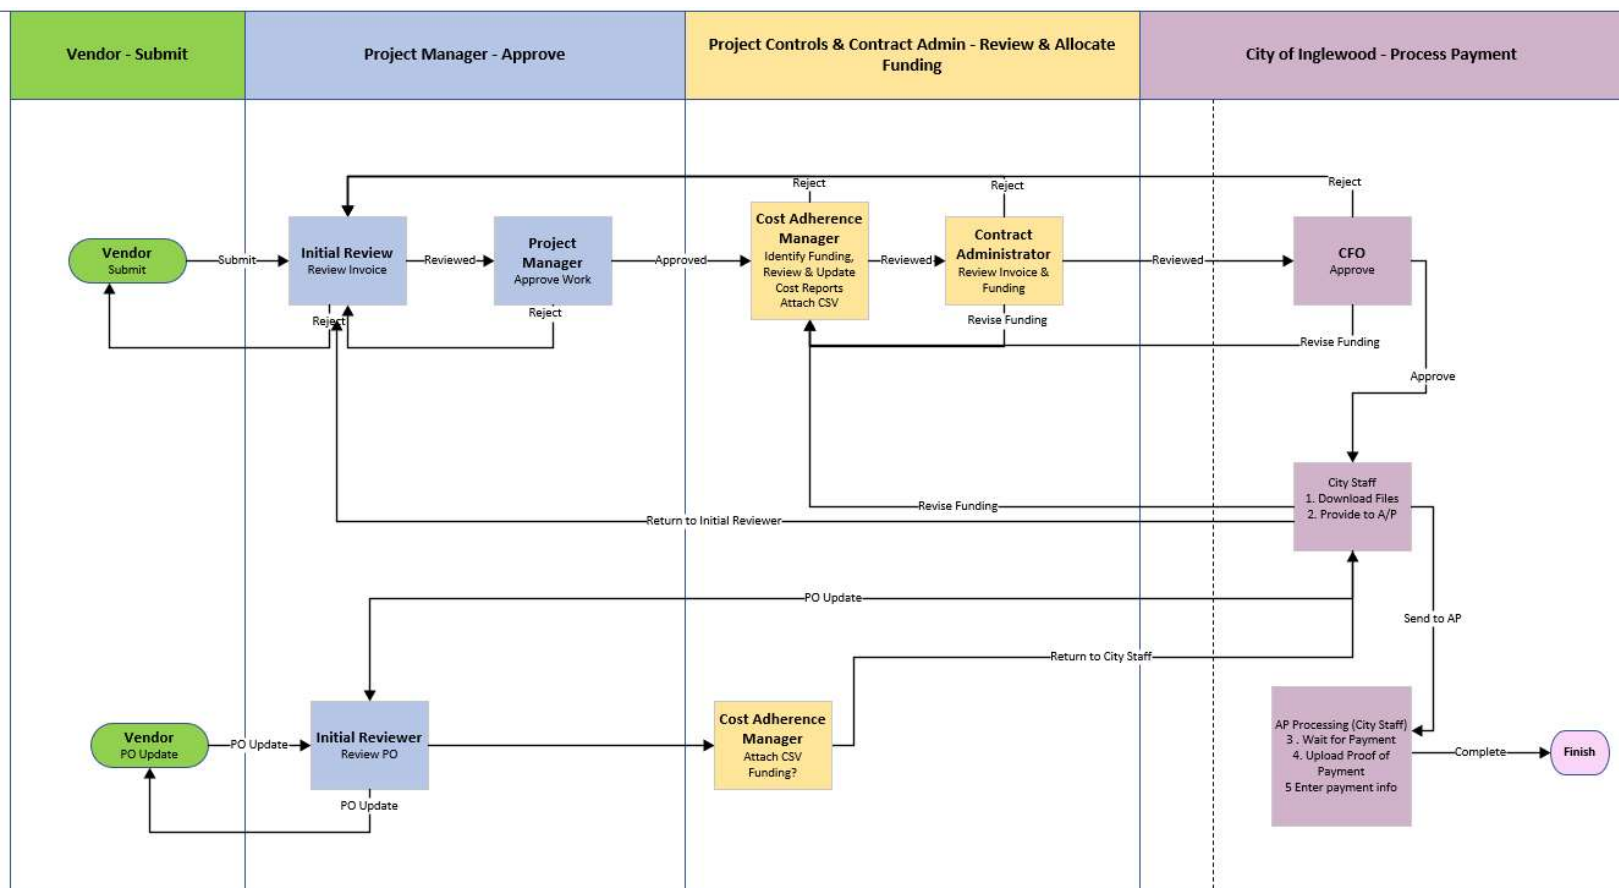 Vendor - Submit
Project Manager - Approve
Project Controls & Contract Admin - Review & Allocate
Funding
City of Inglewood - Process Payment
Reject
Reject
Reject
Vendor
Submit
Submit
Initial Review
Review Invoice
Reviewed
Project
Manager
Approve Work
Approved
Cost Adherence
Manager
Identify Funding,
Review & Update
Cost Reports
Attach CSV
Reviewed
Contract
Administrator
Review Invoice &
Funding
Reviewed
CFO
Approve
Reject
Reject
Revise Funding
Revise Funding
Approve
City Staff
1. Download Files
2. Provide to A/P
Revise Funding
Return to Initial Reviewer
PO Update
Send to AP
Return to City Staff
Vendor
PO Update
PO Update
Initial Reviewer
Review PO
Cost Adherence
Manager
Attach CSV
Funding?
AP Processing (City Staff)
3 . Wait for Payment
4. Upload Proof of
Payment
5 Enter payment info
Complete
Finish
PO Update